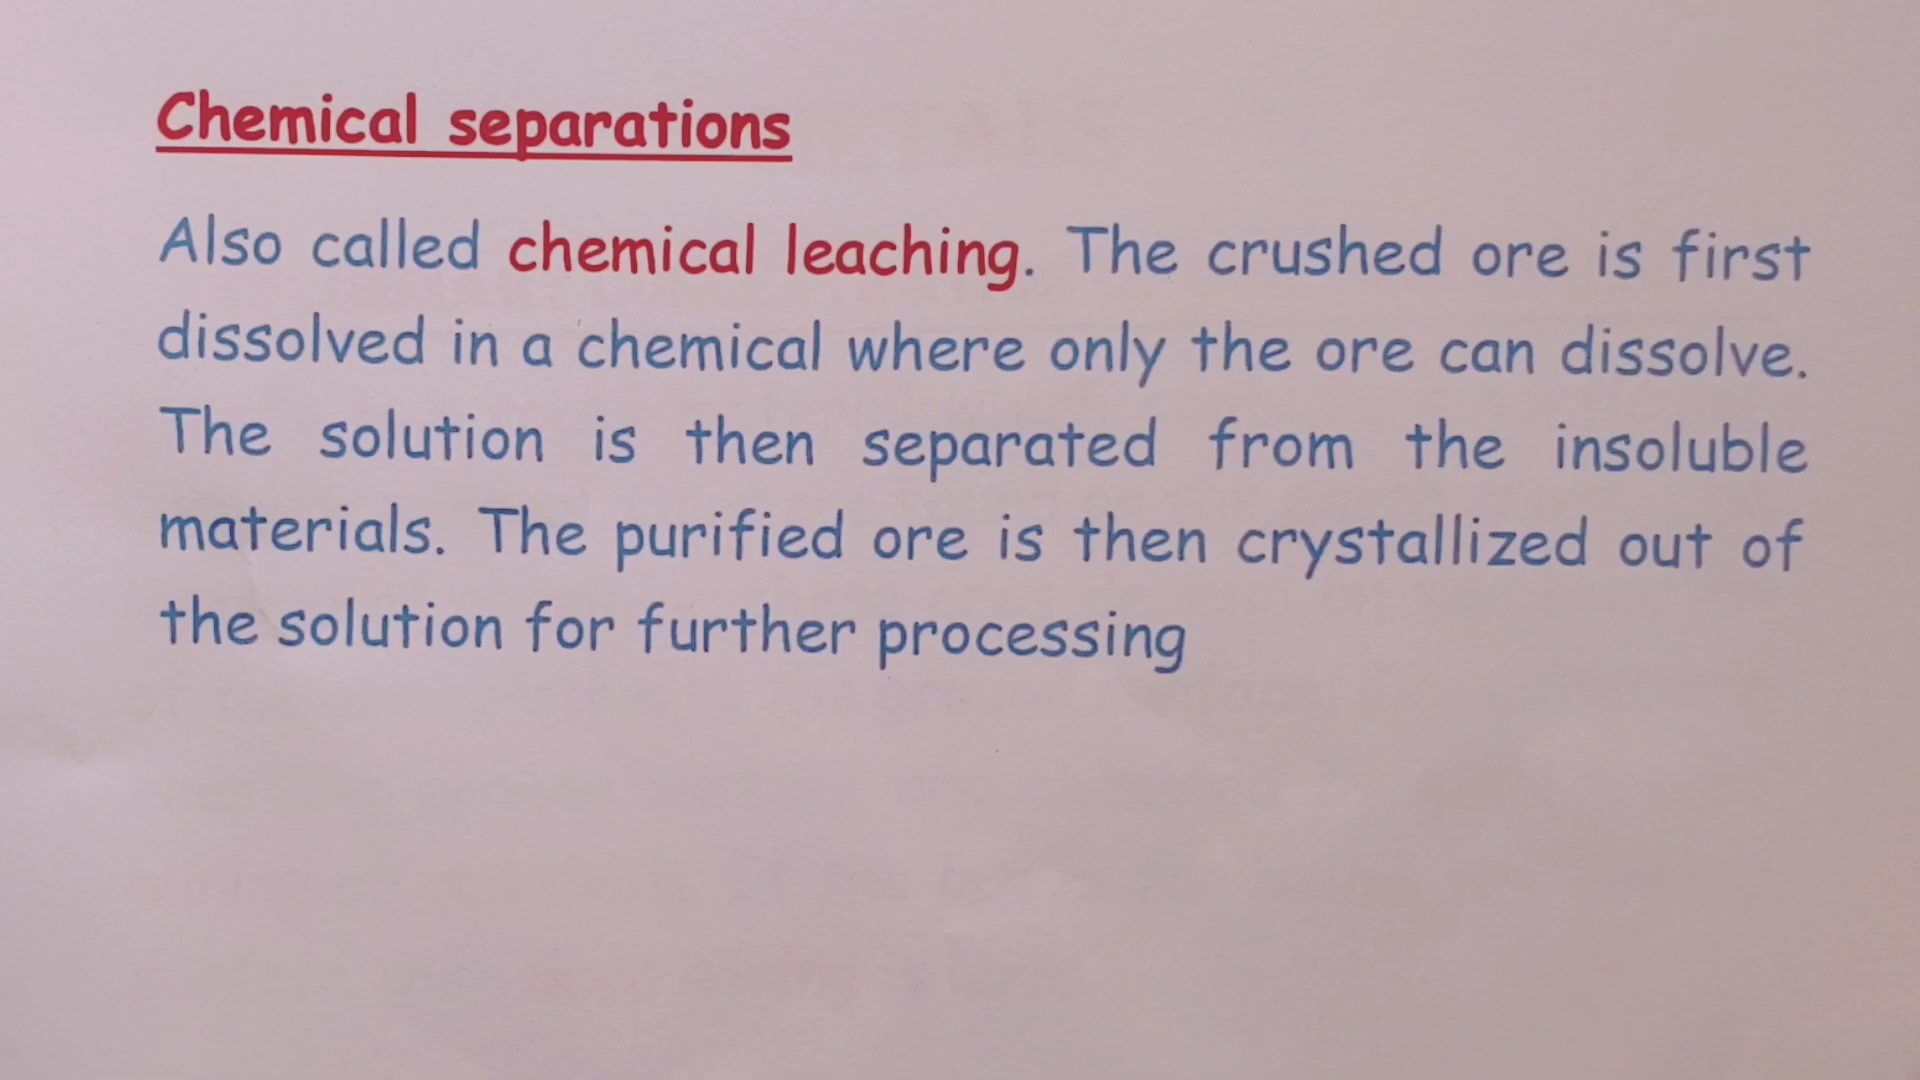 Chemical separations
Also called chemical leaching. The crushed ore is first
dissolved in a chemical where only the ore can dissolve.
The solution is then separated from the insoluble
materials. The purified ore is then crystallized out of
the solution for further processing